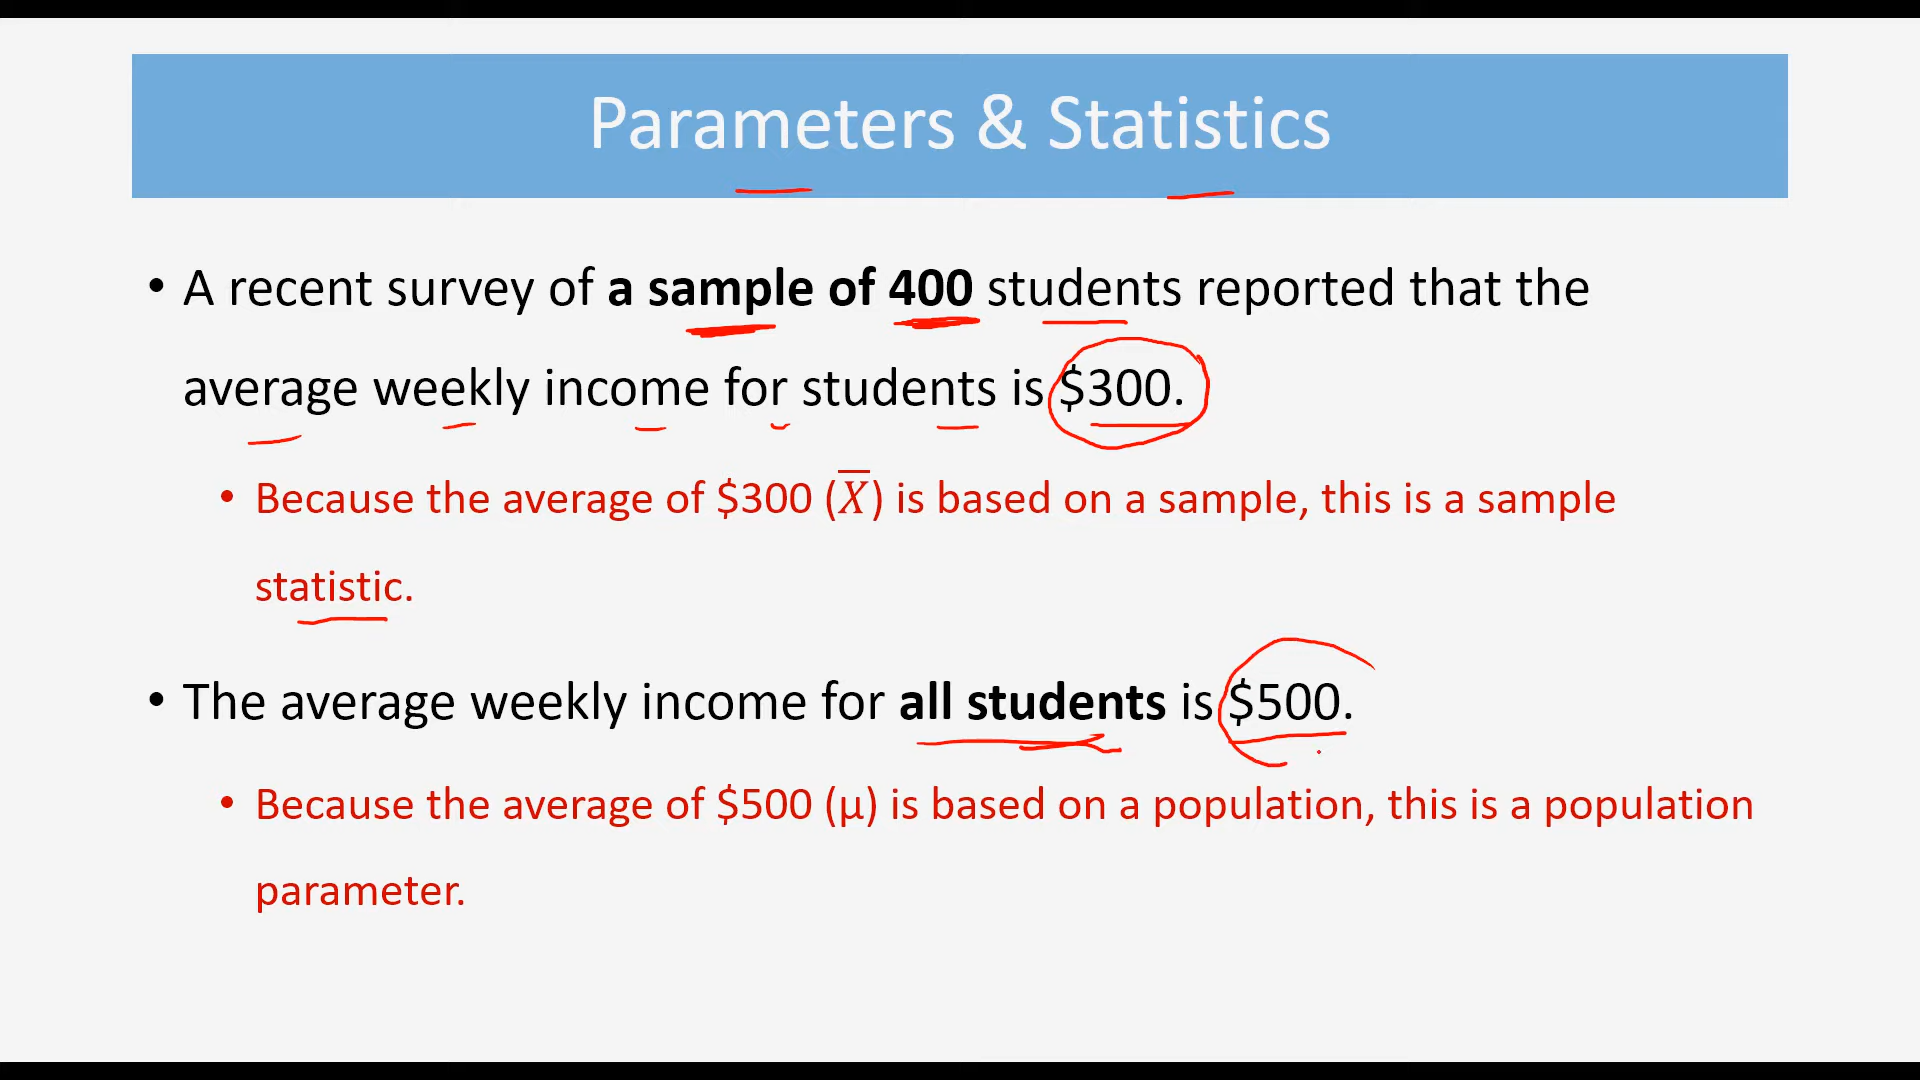 Parameters & Statistics
• A recent survey of a sample of 400 students reported that the
average weekly income for students is $300.
• Because the average of $300 (X̅) is based on a sample, this is a sample
statistic.
• The average weekly income for all students is $500.
• Because the average of $500 (μ) is based on a population, this is a population
parameter.